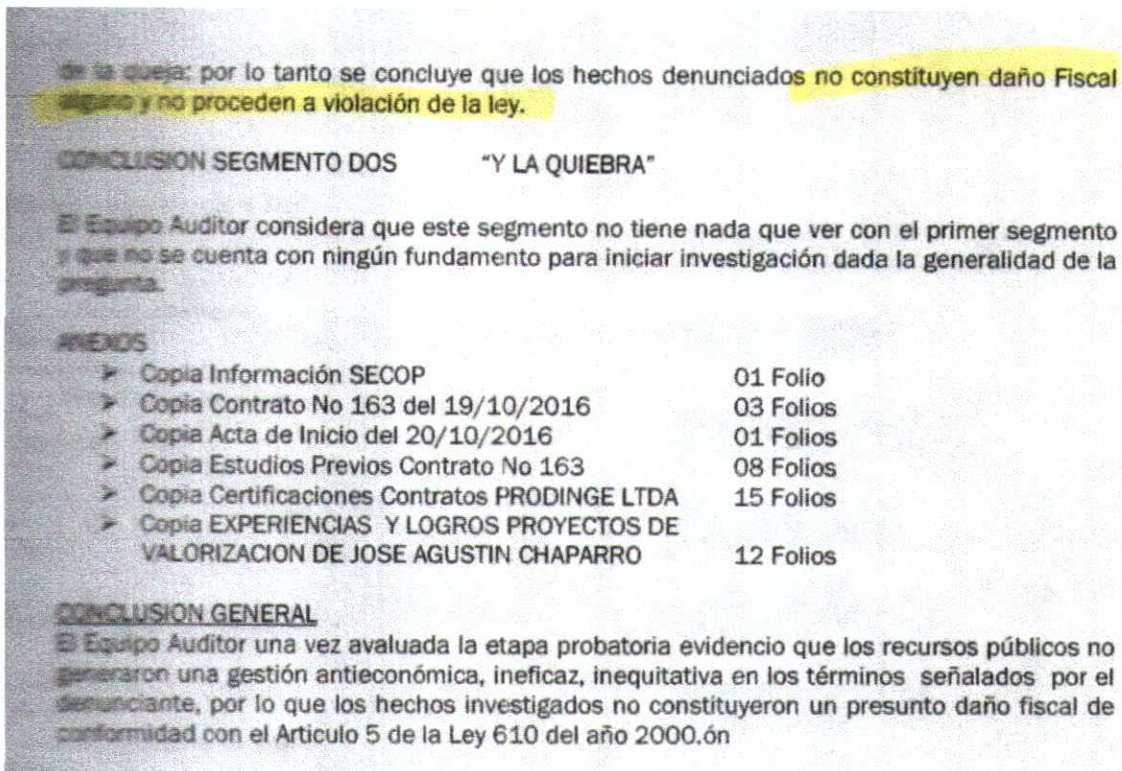 de la queja; por lo tanto se concluye que los hechos denunciados no constituyen daño Fiscal
alguno y no proceden a violación de la ley.
CONCLUSION SEGMENTO DOS "Y LA QUIEBRA"
El Equipo Auditor considera que este segmento no tiene nada que ver con el primer segmento
y que no se cuenta con ningún fundamento para iniciar investigación dada la generalidad de la
pregunta.
ANEXOS
➢ Copia Información SECOP 01 Folio
➢ Copia Contrato No 163 del 19/10/2016 03 Folios
➢ Copia Acta de Inicio del 20/10/2016 01 Folios
➢ Copia Estudios Previos Contrato No 163 08 Folios
➢ Copia Certificaciones Contratos PRODINGE LTDA 15 Folios
➢ Copia EXPERIENCIAS Y LOGROS PROYECTOS DE
VALORIZACION DE JOSE AGUSTIN CHAPARRO 12 Folios
CONCLUSION GENERAL
El Equipo Auditor una vez avaluada la etapa probatoria evidencio que los recursos públicos no
generaron una gestión antieconómica, ineficaz, inequitativa en los términos señalados por el
denunciante, por lo que los hechos investigados no constituyeron un presunto daño fiscal de
conformidad con el Articulo 5 de la Ley 610 del año 2000.ón